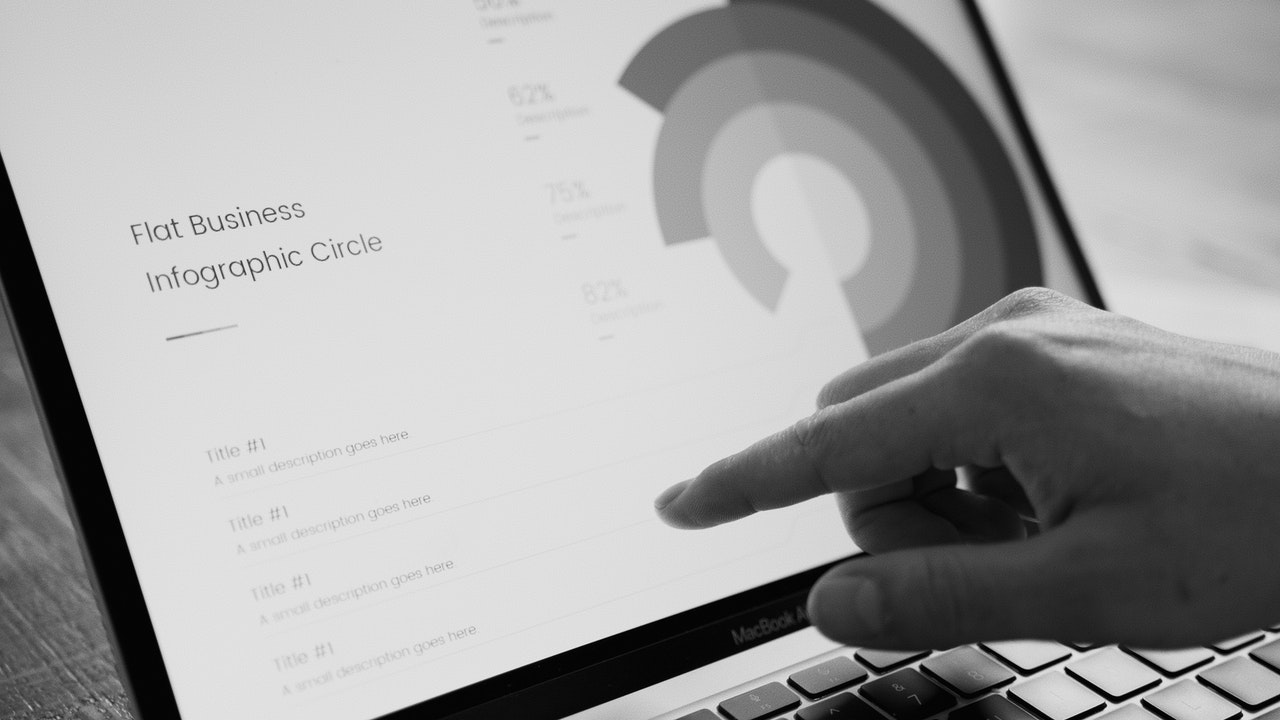 Flat Business
Infographic Circle
Description
62%
Description
75%
Description
82%
Description
Title #1
A small description goes here
Title #1
A small description goes here
Title #1
A small description goes here
Title #1
A small description goes here
MacBook